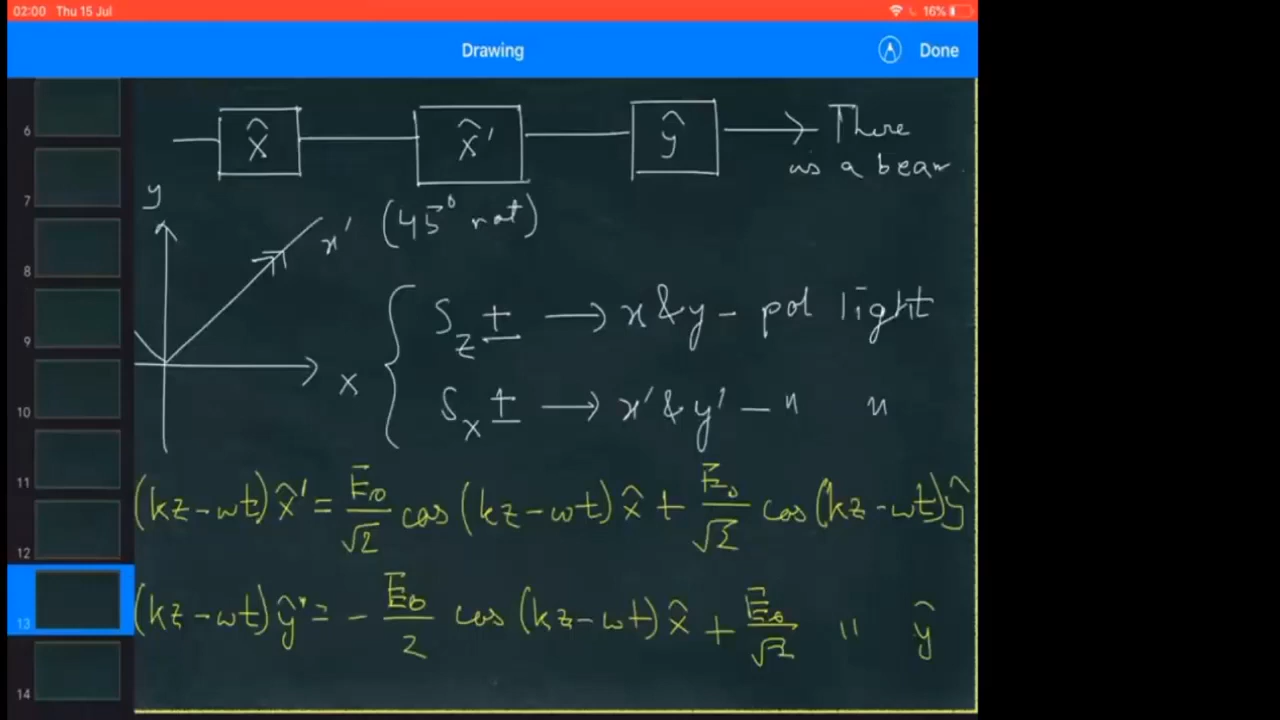 02:00 Thu 15 Jul 16%
Drawing Done
6
7
8
9
10
11
12
13
14
x̂ x̂' ŷ → There
is a beam
y
x' (45° rot)
x
S_z ± → x & y - pol light
S_x ± → x' & y' - " "
(kz-ωt) x̂' = E₀/√2 cos (kz-ωt) x̂ + E₀/√2 cos (kz-ωt) ŷ
(kz-ωt) ŷ' = - E₀/2 cos (kz-ωt) x̂ + E₀/√2 " ŷ